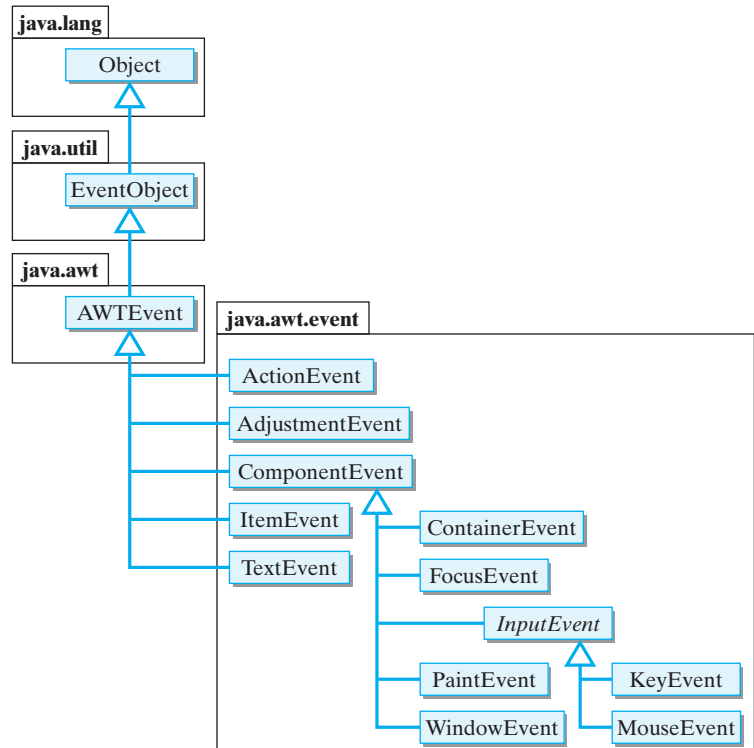 java.lang
Object
java.util
EventObject
java.awt
AWTEvent
java.awt.event
ActionEvent
AdjustmentEvent
ComponentEvent
ItemEvent
TextEvent
ContainerEvent
FocusEvent
InputEvent
PaintEvent
KeyEvent
WindowEvent
MouseEvent